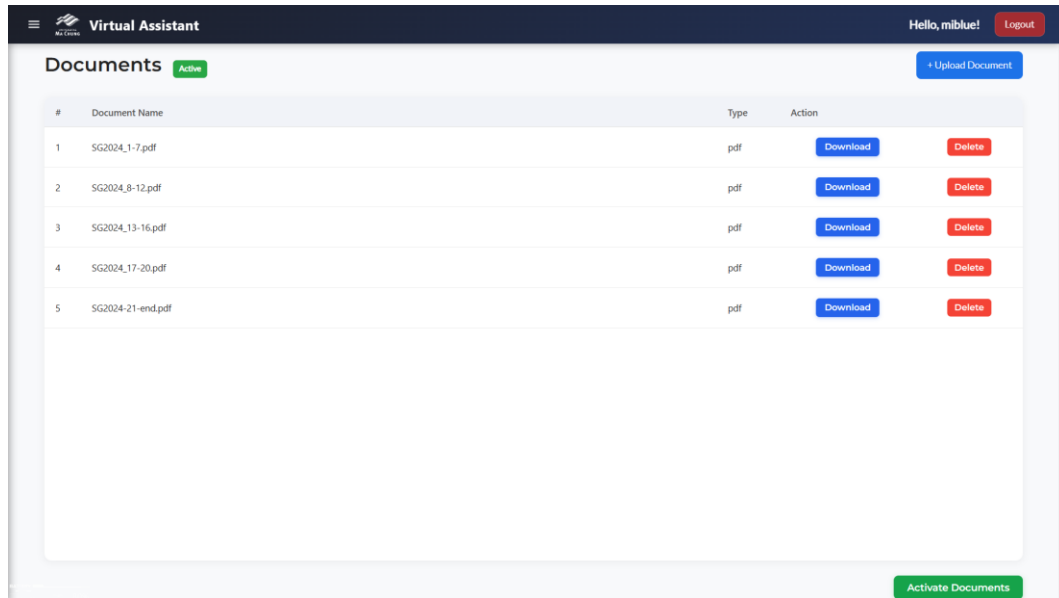 MA CHUNG
Virtual Assistant
Hello, miblue!
Logout
Documents
Active
+ Upload Document
# Document Name Type Action
1 SG2024_1-7.pdf pdf Download Delete
2 SG2024_8-12.pdf pdf Download Delete
3 SG2024_13-16.pdf pdf Download Delete
4 SG2024_17-20.pdf pdf Download Delete
5 SG2024-21-end.pdf pdf Download Delete
Activate Documents